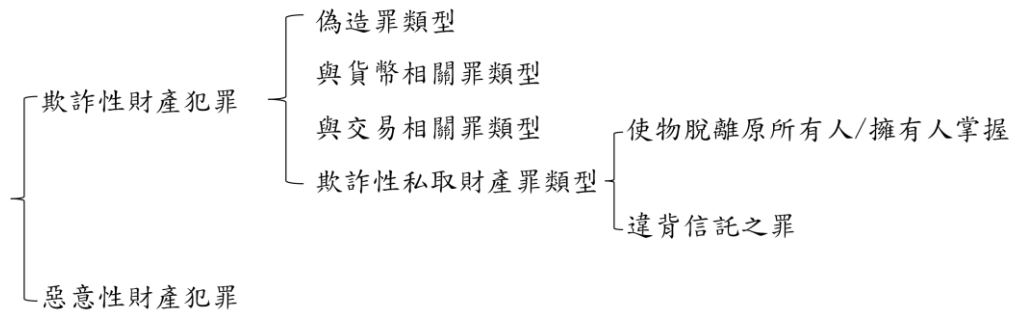 偽造罪類型
與貨幣相關罪類型
欺詐性財產犯罪
與交易相關罪類型
使物脫離原所有人/擁有人掌握
欺詐性私取財產罪類型
違背信託之罪
惡意性財產犯罪